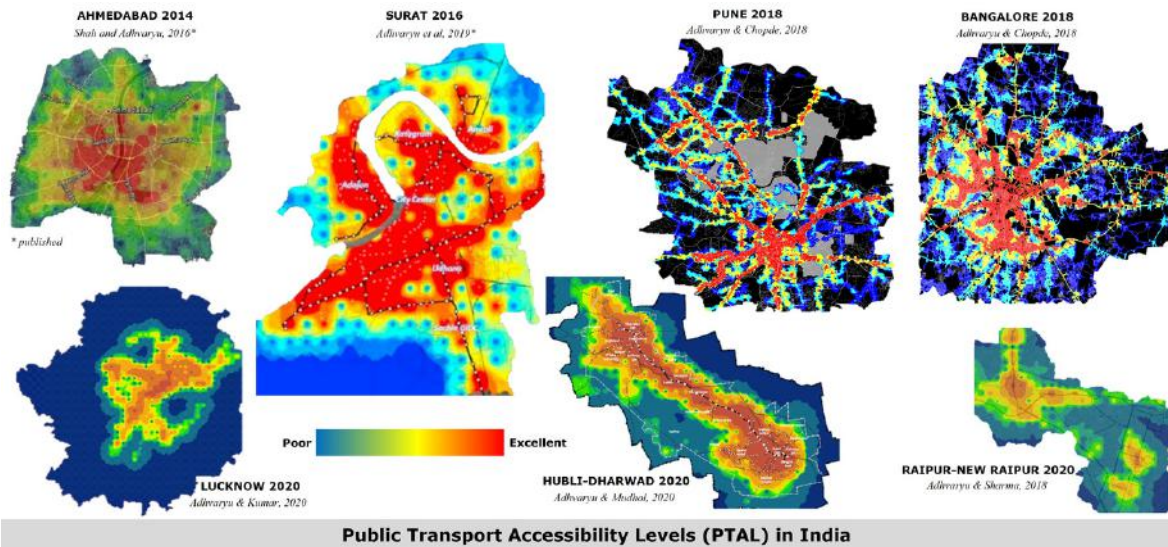 AHMEDABAD 2014
Shah and Adhvaryu, 2016*
* published
SURAT 2016
Adhvaryu et al, 2019*
Adajan
City Center
Udhana
PUNE 2018
Adhvaryu & Chopde, 2018
BANGALORE 2018
Adhvaryu & Chopde, 2018
LUCKNOW 2020
Adhvaryu & Kumar, 2020
Poor
Excellent
HUBLI-DHARWAD 2020
Adhvaryu & Mudhol, 2020
RAIPUR-NEW RAIPUR 2020
Adhvaryu & Sharma, 2018
Public Transport Accessibility Levels (PTAL) in India